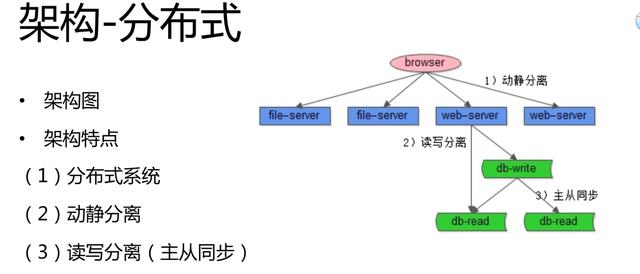 架构-分布式
• 架构图
• 架构特点
（1）分布式系统
（2）动静分离
（3）读写分离（主从同步）
browser
1）动静分离
file-server
file-server
web-server
web-server
2）读写分离
db-write
3）主从同步
db-read
db-read